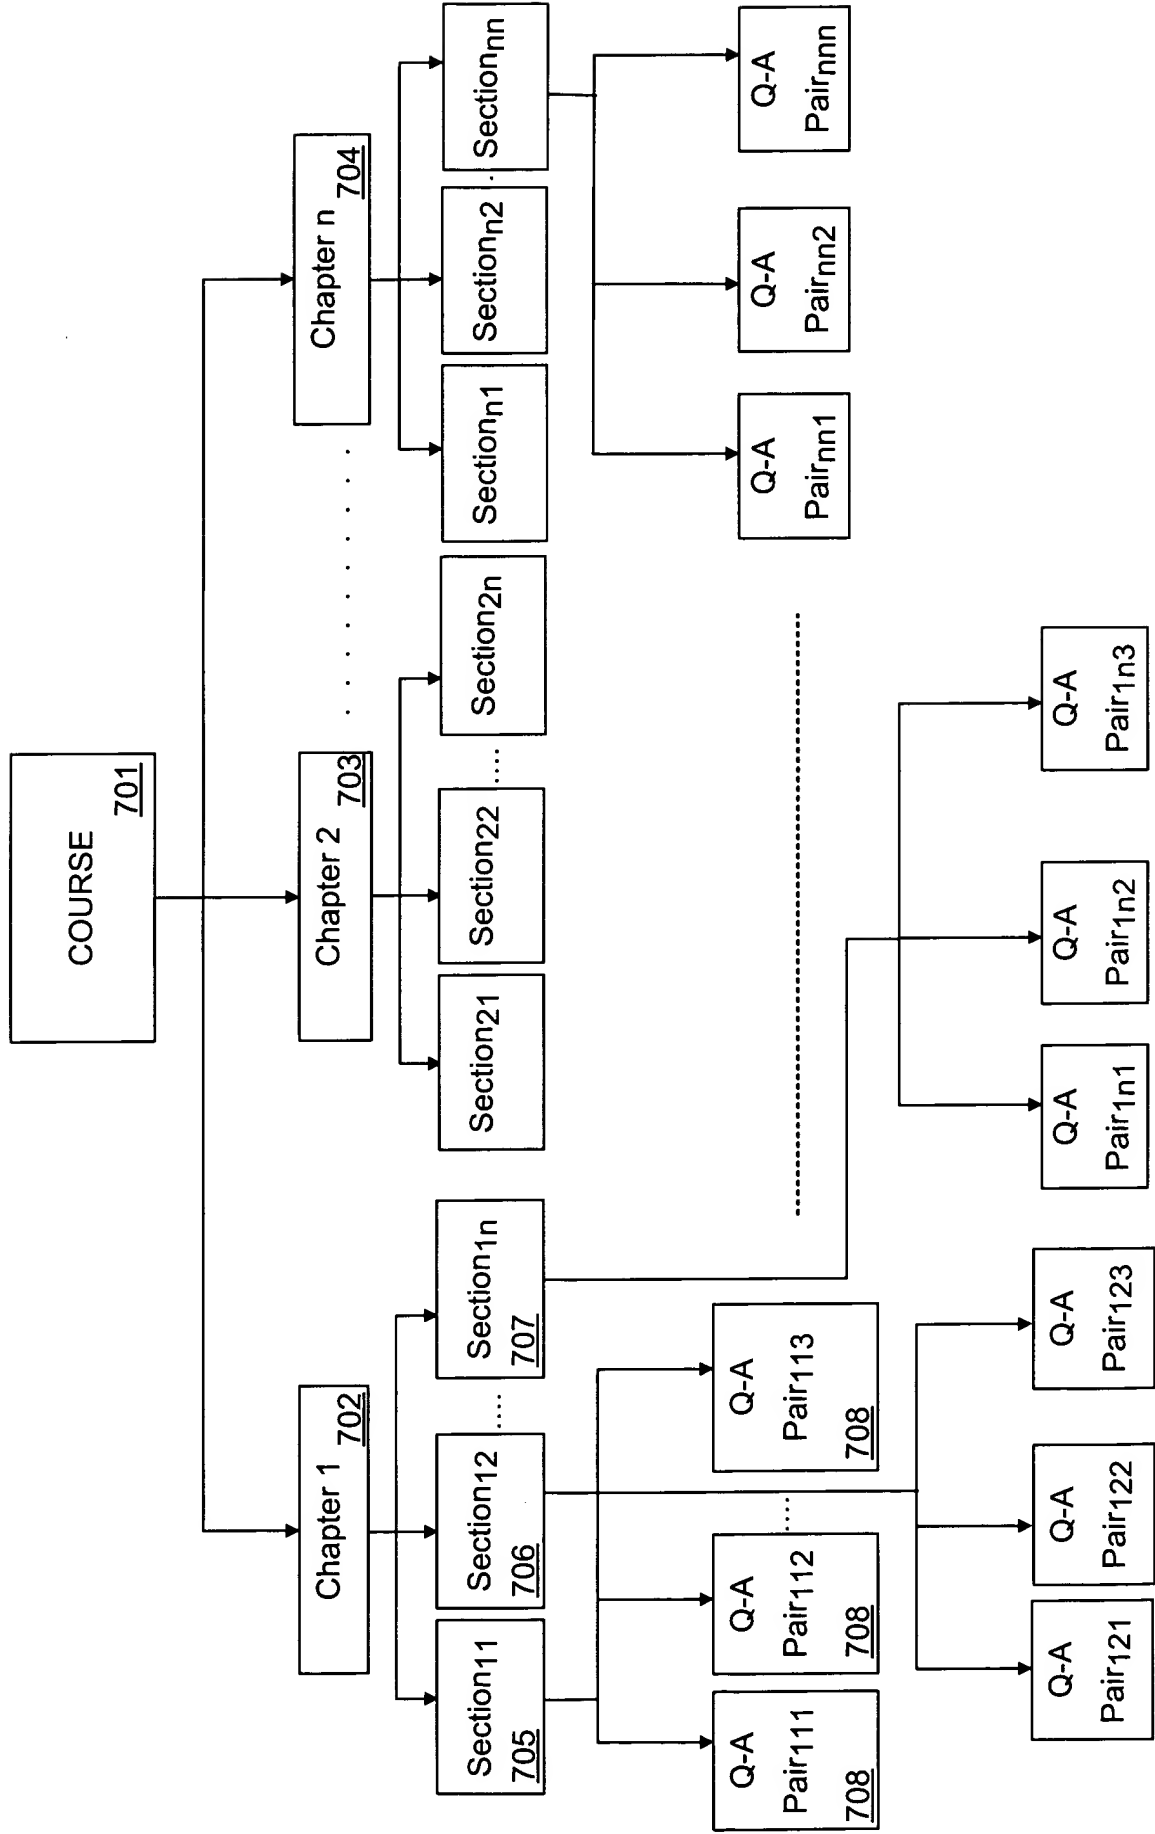 COURSE
701
Chapter 1
702
Chapter 2
703
. . . . . . . . . .
Chapter n
704
Section11
705
Section12
706
....
Section1n
707
Section21
Section22
....
Section2n
Sectionn1
Sectionn2
.
Sectionnn
Q-A
Pair111
708
Q-A
Pair112
708
....
Q-A
Pair113
708
Q-A
Pairnn1
Q-A
Pairnn2
Q-A
Pairnnn
Q-A
Pair121
Q-A
Pair122
Q-A
Pair123
Q-A
Pair1n1
Q-A
Pair1n2
Q-A
Pair1n3